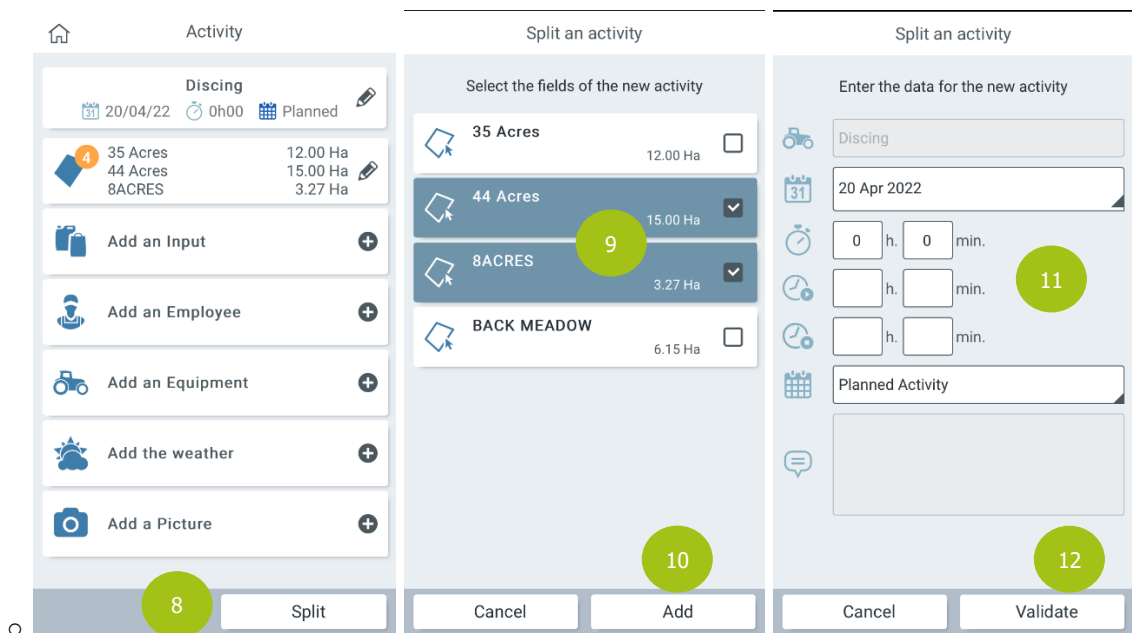 Activity
Discing
31 20/04/22 0h00 Planned
4
35 Acres 12.00 Ha
44 Acres 15.00 Ha
8ACRES 3.27 Ha
Add an Input
Add an Employee
Add an Equipment
Add the weather
Add a Picture
8
Split
Split an activity
Select the fields of the new activity
35 Acres
12.00 Ha
44 Acres
15.00 Ha
9
8ACRES
3.27 Ha
BACK MEADOW
6.15 Ha
10
Cancel Add
Split an activity
Enter the data for the new activity
Discing
31 20 Apr 2022
0 h. 0 min.
11
h. min.
h. min.
Planned Activity
12
Cancel Validate